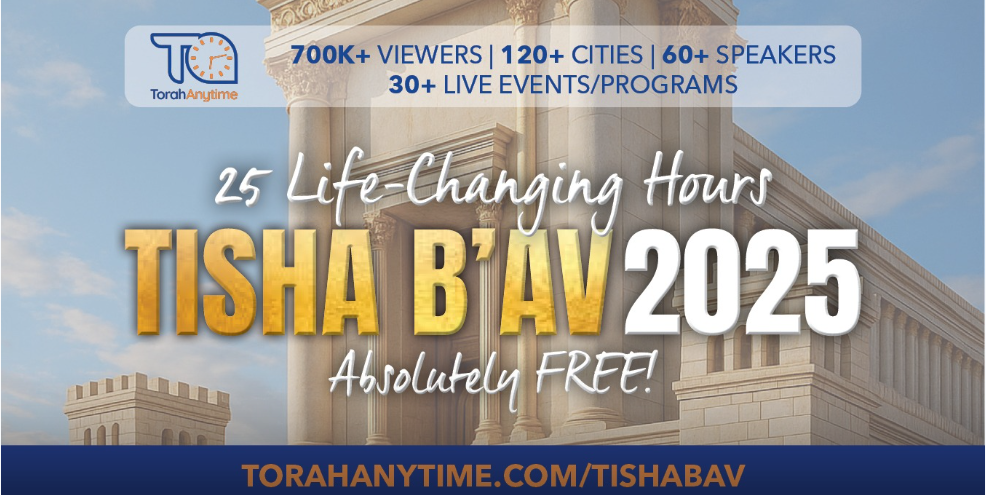 TorahAnytime
700K+ VIEWERS | 120+ CITIES | 60+ SPEAKERS
30+ LIVE EVENTS/PROGRAMS
25 Life-Changing Hours
TISHA B'AV 2025
Absolutely FREE!
TORAHANYTIME.COM/TISHABAV